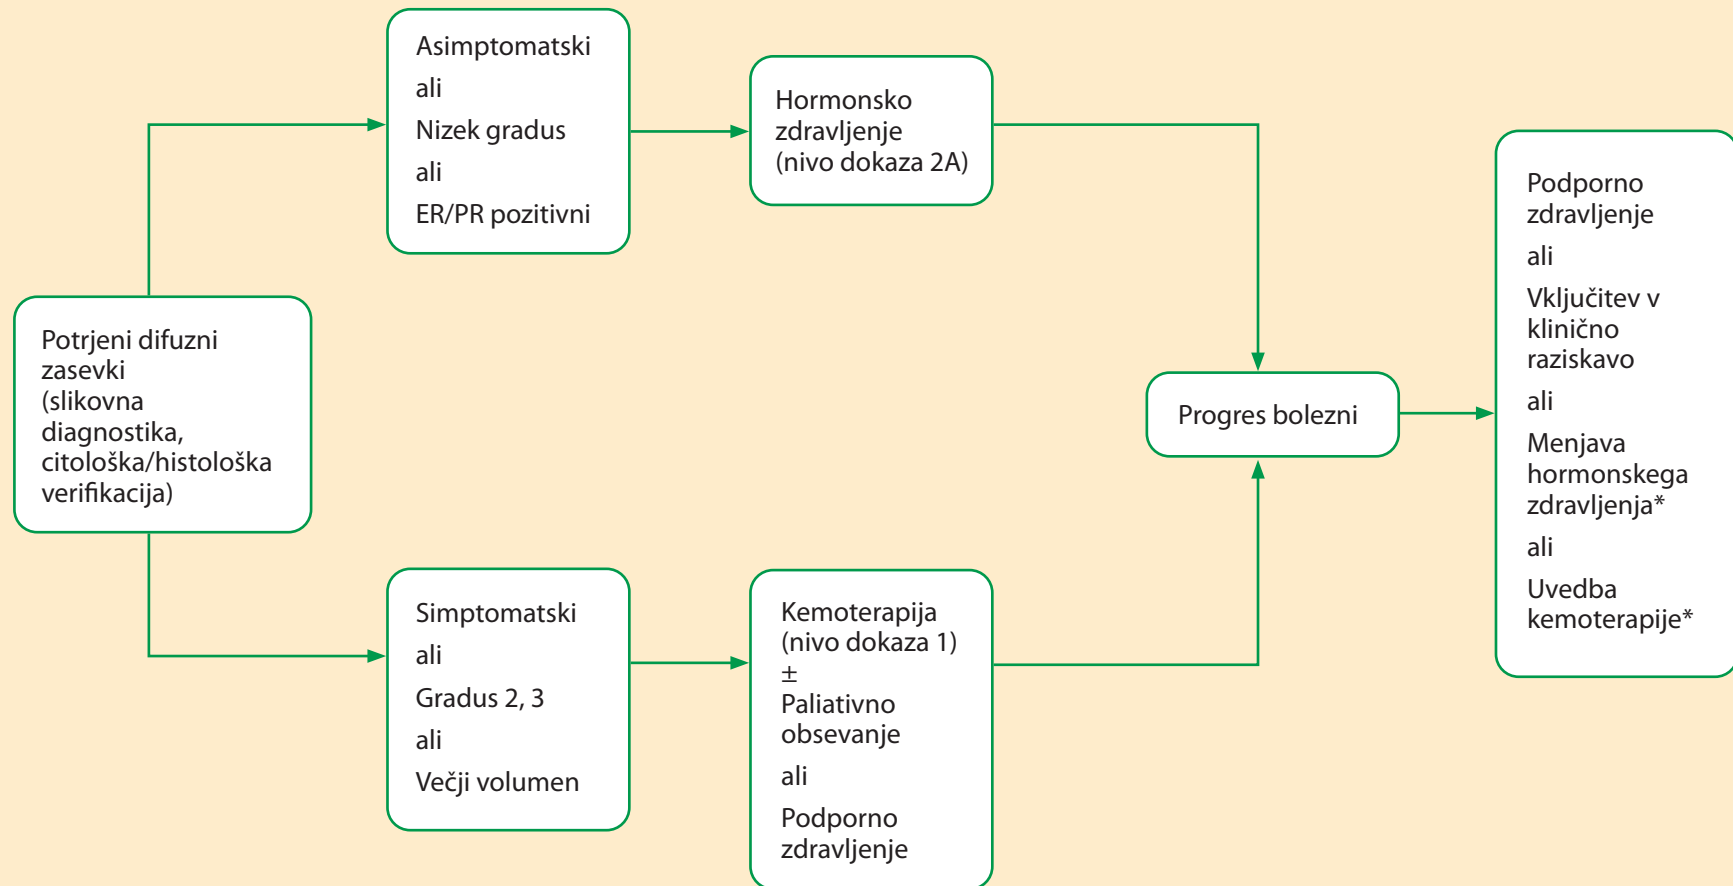 Potrjeni difuzni
zasevki
(slikovna
diagnostika,
citološka/histološka
verifikacija)
Asimptomatski
ali
Nizek gradus
ali
ER/PR pozitivni
Hormonsko
zdravljenje
(nivo dokaza 2A)
Simptomatski
ali
Gradus 2, 3
ali
Večji volumen
Kemoterapija
(nivo dokaza 1)
±
Paliativno
obsevanje
ali
Podporno
zdravljenje
Progres bolezni
Podporno
zdravljenje
ali
Vključitev v
klinično
raziskavo
ali
Menjava
hormonskega
zdravljenja*
ali
Uvedba
kemoterapije*